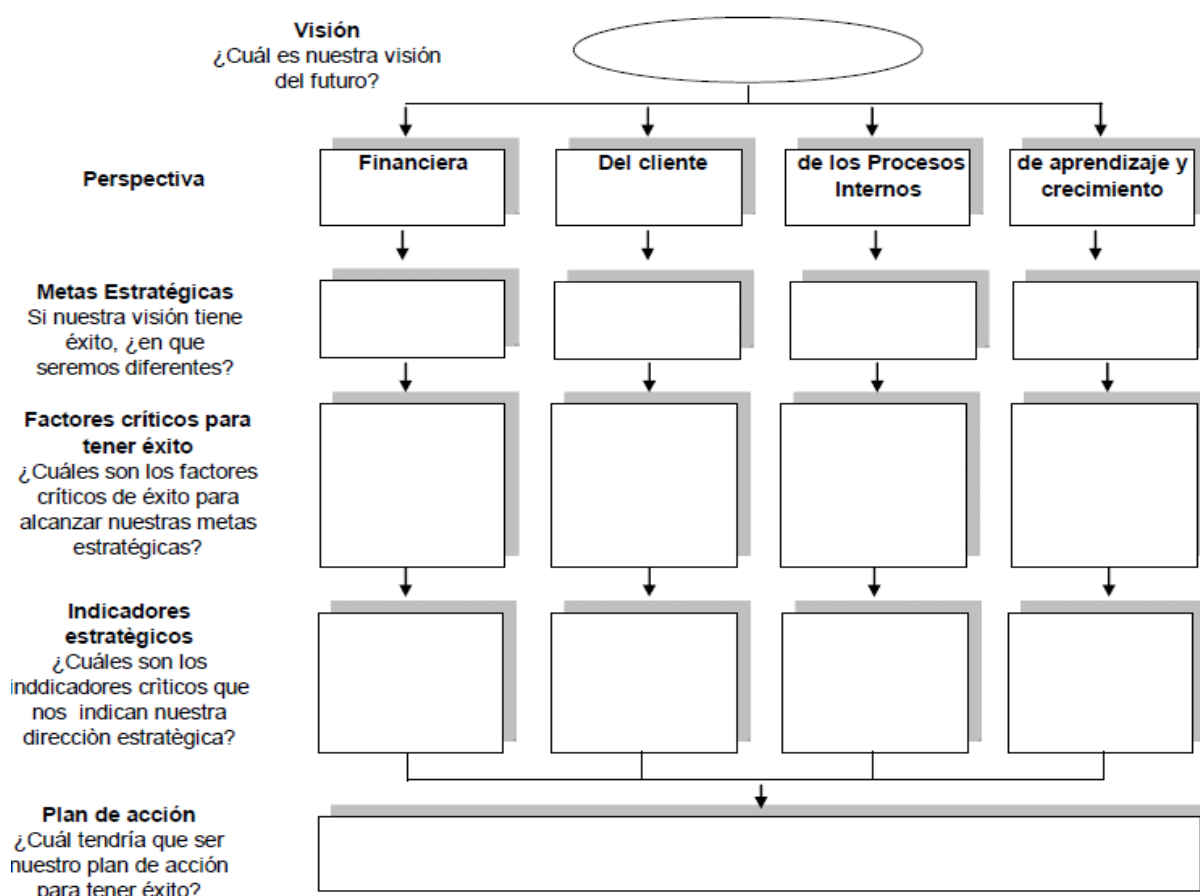 Visión
¿Cuál es nuestra visión
del futuro?
Perspectiva
Financiera
Del cliente
de los Procesos
Internos
de aprendizaje y
crecimiento
Metas Estratégicas
Si nuestra visión tiene
éxito, ¿en que
seremos diferentes?
Factores críticos para
tener éxito
¿Cuáles son los factores
críticos de éxito para
alcanzar nuestras metas
estratégicas?
Indicadores
estratègicos
¿Cuáles son los
inddicadores crìticos que
nos indican nuestra
direcciòn estratègica?
Plan de acción
¿Cuál tendría que ser
nuestro plan de acción
para tener éxito?